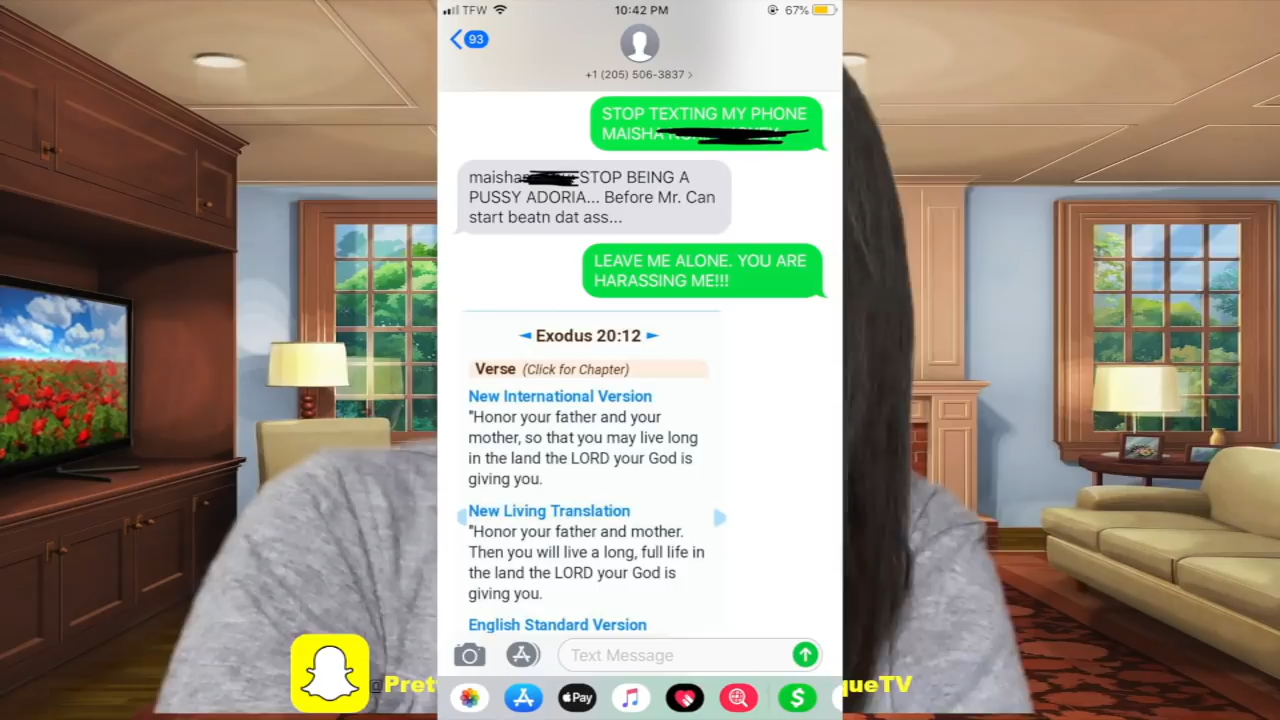 TFW
10:42 PM
67%
93
+1 (205) 506-3837 >
STOP TEXTING MY PHONE
MAISHA
maisha STOP BEING A
PUSSY ADORIA... Before Mr. Can
start beatn dat ass...
LEAVE ME ALONE. YOU ARE
HARASSING ME!!!
Exodus 20:12
Verse (Click for Chapter)
New International Version
"Honor your father and your
mother, so that you may live long
in the land the LORD your God is
giving you.
New Living Translation
"Honor your father and mother.
Then you will live a long, full life in
the land the LORD your God is
giving you.
English Standard Version
Text Message
Pay
$
Pret
queTV